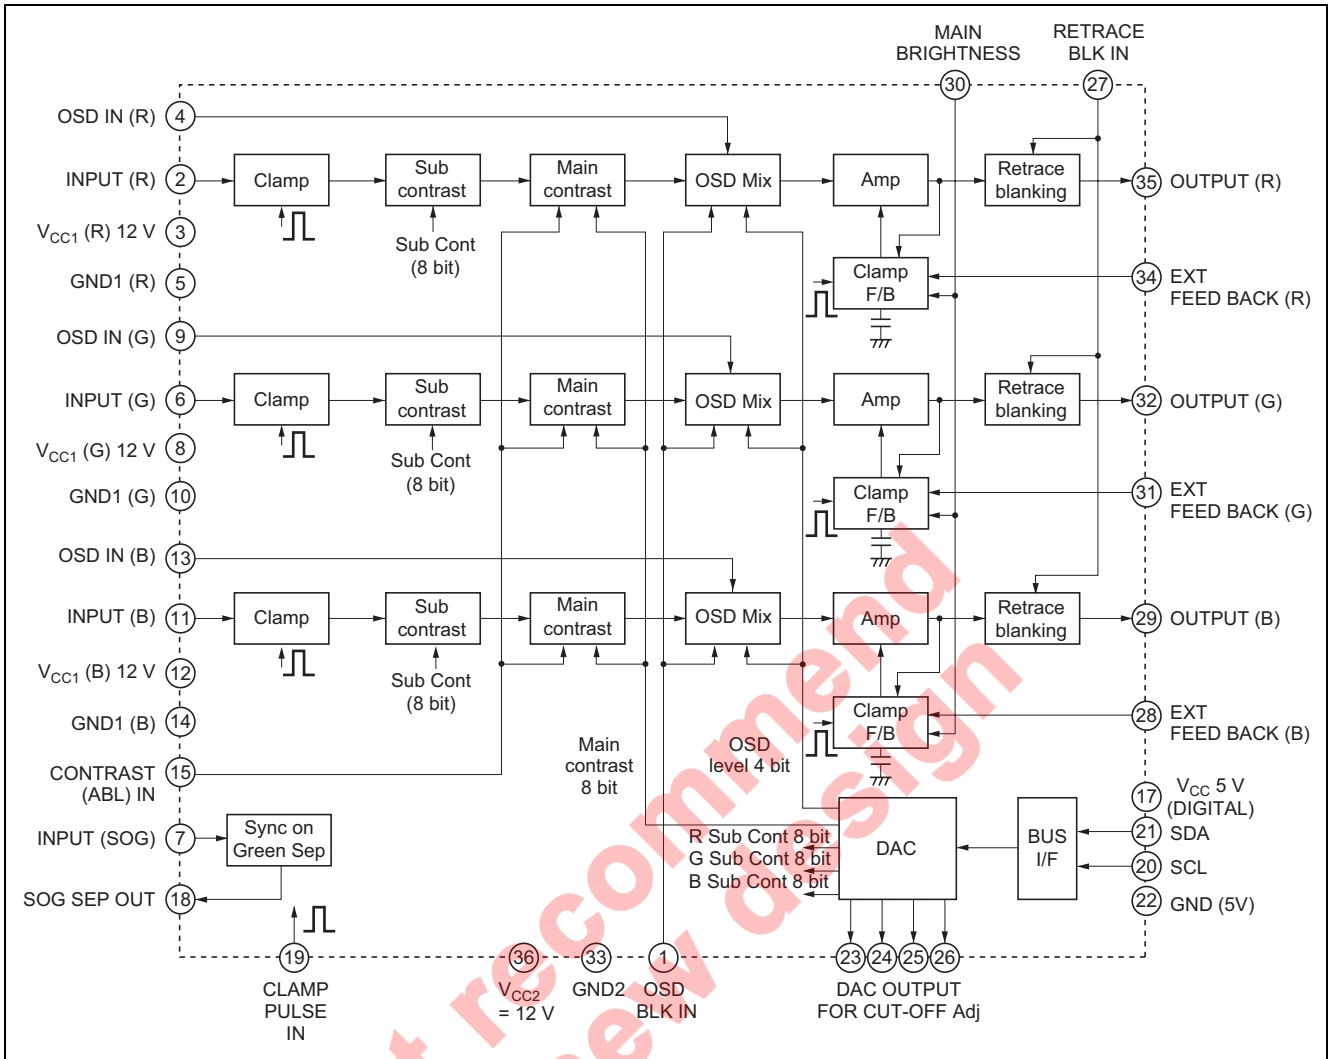 MAIN
BRIGHTNESS
RETRACE
BLK IN
30
27
OSD IN (R) 4
INPUT (R) 2
Clamp
Sub
contrast
Main
contrast
OSD Mix
Amp
Retrace
blanking
35 OUTPUT (R)
VCC1 (R) 12 V 3
Sub Cont
(8 bit)
GND1 (R) 5
Clamp
F/B
34 EXT
FEED BACK (R)
OSD IN (G) 9
INPUT (G) 6
Clamp
Sub
contrast
Main
contrast
OSD Mix
Amp
Retrace
blanking
32 OUTPUT (G)
VCC1 (G) 12 V 8
Sub Cont
(8 bit)
GND1 (G) 10
Clamp
F/B
31 EXT
FEED BACK (G)
OSD IN (B) 13
INPUT (B) 11
Clamp
Sub
contrast
Main
contrast
OSD Mix
Amp
Retrace
blanking
29 OUTPUT (B)
VCC1 (B) 12 V 12
Sub Cont
(8 bit)
GND1 (B) 14
Clamp
F/B
28 EXT
FEED BACK (B)
Main
contrast
8 bit
OSD
level 4 bit
CONTRAST
(ABL) IN
15
INPUT (SOG) 7
Sync on
Green Sep
SOG SEP OUT 18
R Sub Cont 8 bit
G Sub Cont 8 bit
B Sub Cont 8 bit
DAC
BUS
I/F
17 VCC 5 V
(DIGITAL)
21 SDA
20 SCL
22 GND (5V)
19
CLAMP
PULSE
IN
36
VCC2
= 12 V
33
GND2
1
OSD
BLK IN
23 24 25 26
DAC OUTPUT
FOR CUT-OFF Adj
t recommend
ew design